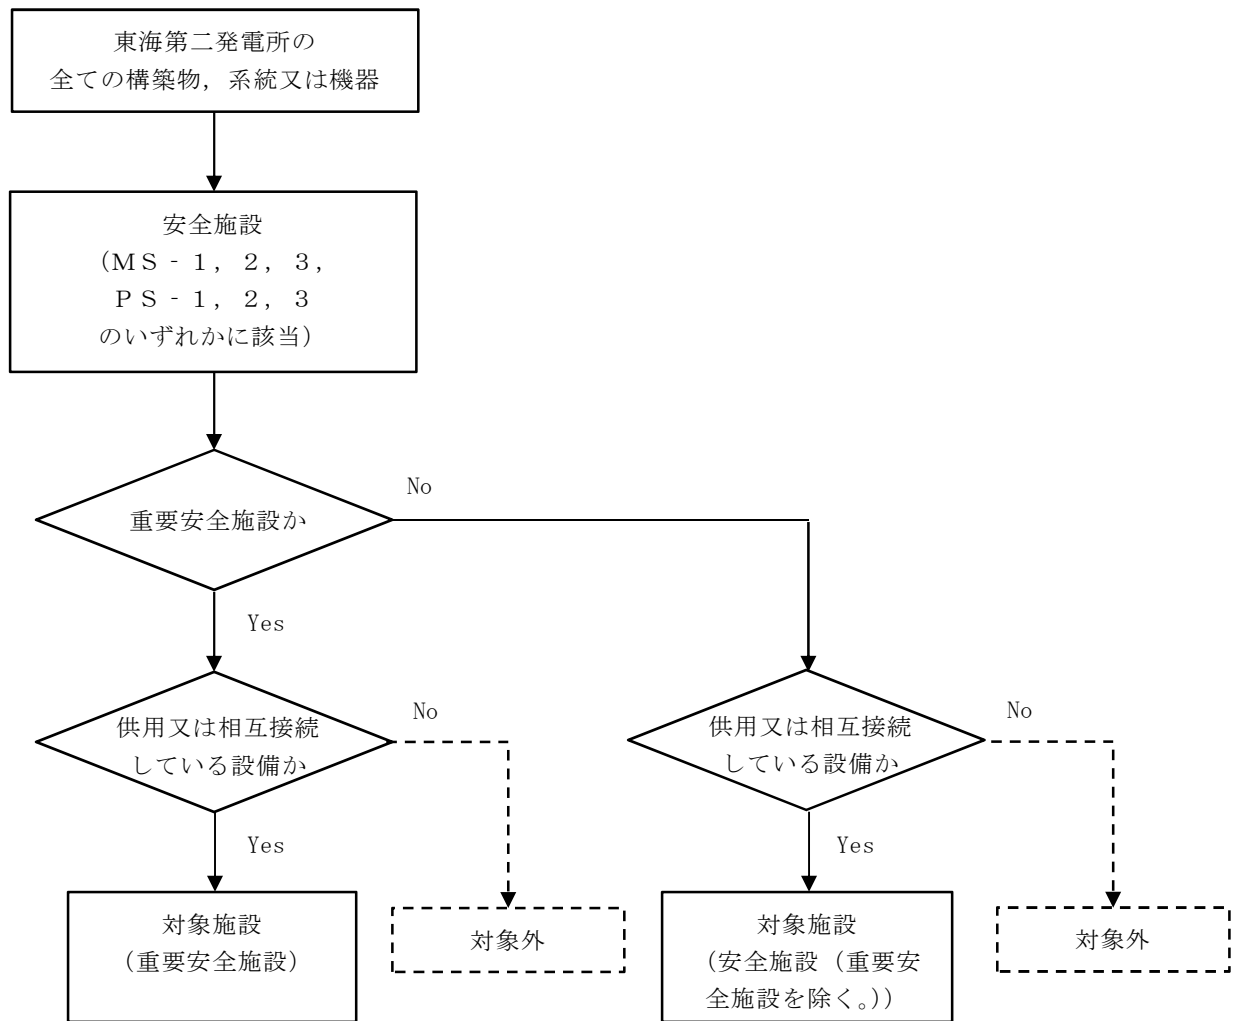 東海第二発電所の
全ての構築物，系統又は機器
安全施設
（ＭＳ‐１，２，３，
ＰＳ‐１，２，３
のいずれかに該当）
重要安全施設か
No
Yes
供用又は相互接続
している設備か
No
供用又は相互接続
している設備か
No
Yes
Yes
対象施設
（重要安全施設）
対象外
対象施設
（安全施設（重要安
全施設を除く。））
対象外